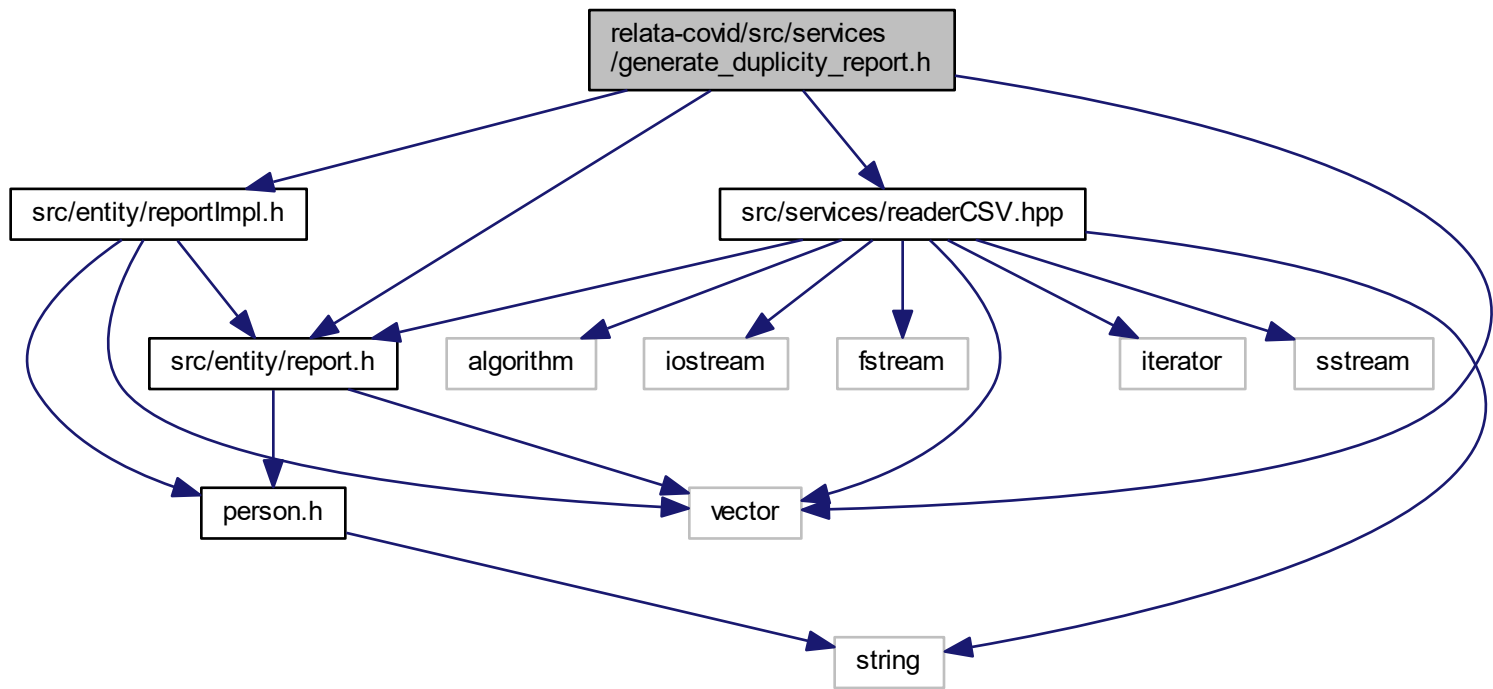 relata-covid/src/services
/generate_duplicity_report.h
src/entity/reportImpl.h
src/services/readerCSV.hpp
src/entity/report.h
algorithm
iostream
fstream
iterator
sstream
person.h
vector
string